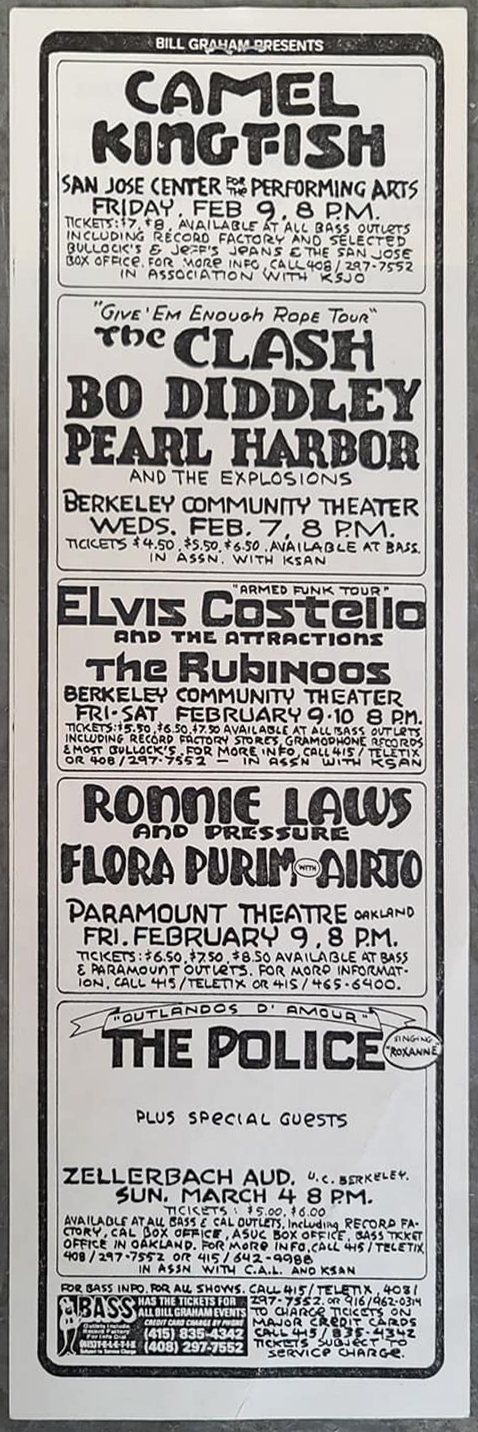 BILL GRAHAM PRESENTS
CAMEL
KINGFISH
SAN JOSE CENTER FOR THE PERFORMING ARTS
FRIDAY, FEB 9, 8 P.M.
TICKETS: $7, $8, AVAILABLE AT ALL BASS OUTLETS
INCLUDING RECORD FACTORY AND SELECTED
BULLOCK'S & JEFF'S JEANS & THE SAN JOSE
BOX OFFICE. FOR MORE INFO, CALL 408/297-7552
IN ASSOCIATION WITH KSJO
"GIVE 'EM ENOUGH ROPE TOUR"
THE CLASH
BO DIDDLEY
PEARL HARBOR
AND THE EXPLOSIONS
BERKELEY COMMUNITY THEATER
WEDS. FEB. 7, 8 P.M.
TICKETS $4.50, $5.50, $6.50. AVAILABLE AT BASS.
IN ASSN. WITH KSAN
"ARMED FUNK TOUR"
ELVIS COSTELLO
AND THE ATTRACTIONS
THE RUBINOOS
BERKELEY COMMUNITY THEATER
FRI-SAT FEBRUARY 9-10 8 P.M.
TICKETS: $5.50, $6.50, $7.50 AVAILABLE AT ALL BASS OUTLETS
INCLUDING RECORD FACTORY STORES, GRAMOPHONE RECORDS
& MOST BULLOCK'S. FOR MORE INFO, CALL 415/TELETIX
OR 408/297-7552 — IN ASSN WITH KSAN
RONNIE LAWS
AND PRESSURE
FLORA PURIM WITH AIRTO
PARAMOUNT THEATRE OAKLAND
FRI. FEBRUARY 9, 8 P.M.
TICKETS: $6.50, $7.50, $8.50 AVAILABLE AT BASS
& PARAMOUNT OUTLETS. FOR MORE INFORMAT-
ION, CALL 415/TELETIX OR 415/465-6400.
"OUTLANDOS D'AMOUR"
THE POLICE
SINGING "ROXANNE"
PLUS SPECIAL GUESTS
ZELLERBACH AUD. U.C. BERKELEY.
SUN. MARCH 4 8 P.M.
TICKETS: $5.00, $6.00
AVAILABLE AT ALL BASS & CAL OUTLETS, Including RECORD FA-
CTORY, CAL BOX OFFICE, ASUC BOX OFFICE, BASS TICKET
OFFICE IN OAKLAND. FOR MORE INFO, CALL 415/TELETIX,
408/297-7552 OR 415/642-9988
IN ASSN WITH C.A.L. AND KSAN
FOR BASS INFO. FOR ALL SHOWS. CALL 415/TELETIX, 408/
297-7552, OR 916/962-0314
TO CHARGE TICKETS ON
MAJOR CREDIT CARDS
CALL 415/835-4342
TICKETS SUBJECT TO
SERVICE CHARGE.
BASS
Outlets Include
Record Factory
For Info Dial
HAS THE TICKETS FOR
ALL BILL GRAHAM EVENTS
CREDIT CARD CHARGE BY PHONE
(415) 835-4342
(408) 297-7552